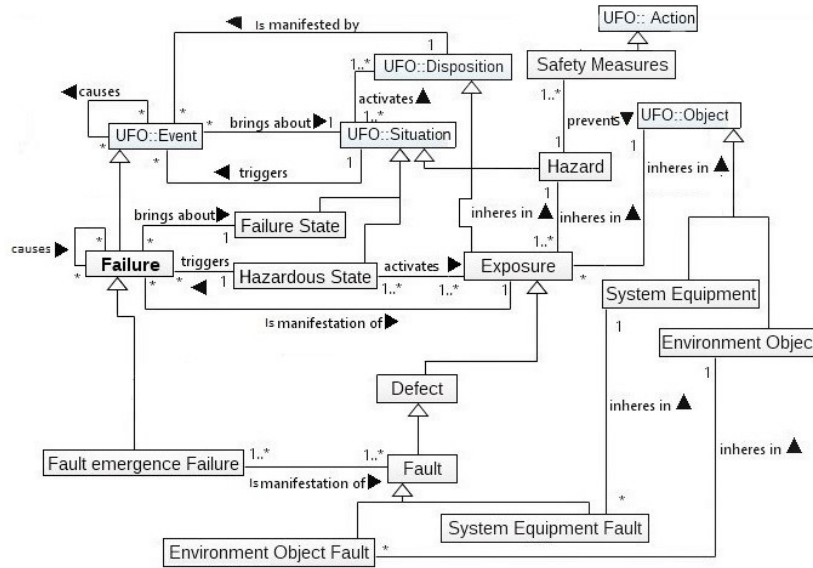 UFO:: Action
Is manifested by
1
1..*
UFO::Disposition
Safety Measures
causes
*
*
1..*
activates
1..*
1..*
prevents
UFO::Object
UFO::Event
*
brings about
1
UFO::Situation
*
*
triggers
1
1
Hazard
1
inheres in
1
brings about
*
1
Failure State
inheres in
inheres in
1..*
causes
*
Failure
*
*
triggers
1
Hazardous State
activates
1..*
1..*
Exposure
*
*
1
Is manifestation of
System Equipment
1
Environment Objec
1
Defect
inheres in
inheres in
Fault emergence Failure
1..*
1..*
Fault
Is manifestation of
*
System Equipment Fault
Environment Object Fault
*